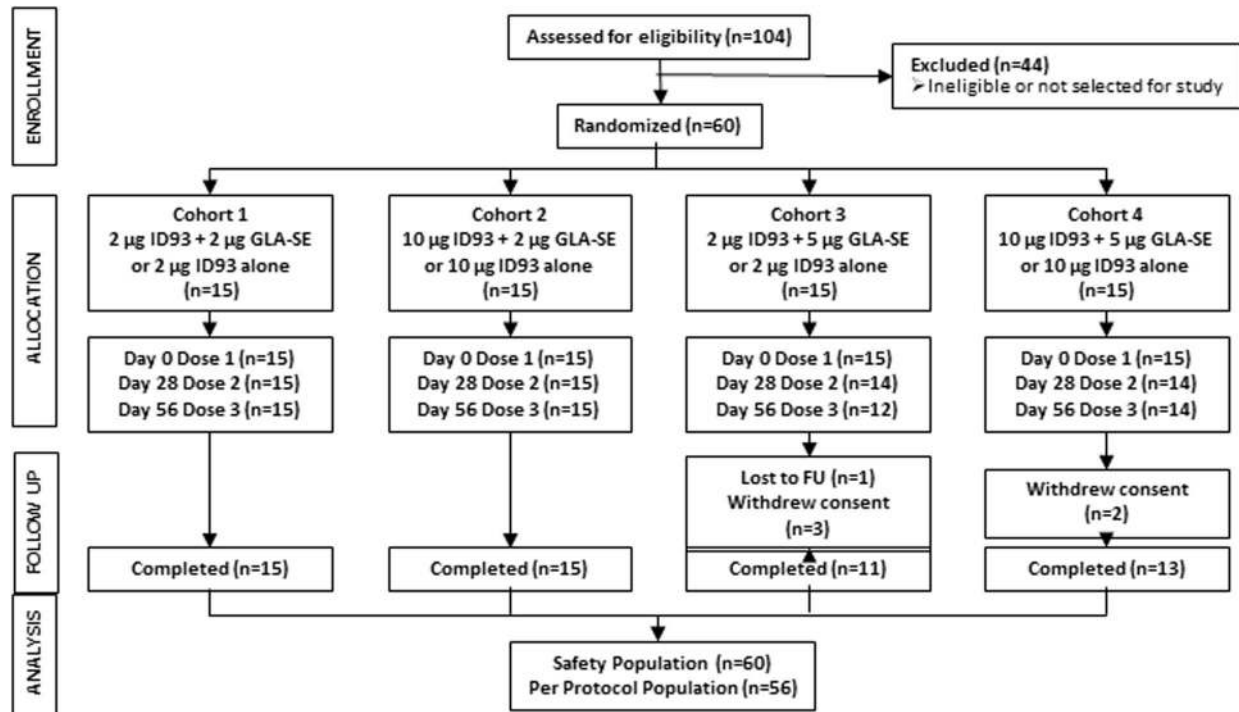 ENROLLMENT
Assessed for eligibility (n=104)
Excluded (n=44)
➢Ineligible or not selected for study
Randomized (n=60)
ALLOCATION
Cohort 1
2 µg ID93 + 2 µg GLA-SE
or 2 µg ID93 alone
(n=15)
Cohort 2
10 µg ID93 + 2 µg GLA-SE
or 10 µg ID93 alone
(n=15)
Cohort 3
2 µg ID93 + 5 µg GLA-SE
or 2 µg ID93 alone
(n=15)
Cohort 4
10 µg ID93 + 5 µg GLA-SE
or 10 µg ID93 alone
(n=15)
Day 0 Dose 1 (n=15)
Day 28 Dose 2 (n=15)
Day 56 Dose 3 (n=15)
Day 0 Dose 1 (n=15)
Day 28 Dose 2 (n=15)
Day 56 Dose 3 (n=15)
Day 0 Dose 1 (n=15)
Day 28 Dose 2 (n=14)
Day 56 Dose 3 (n=12)
Day 0 Dose 1 (n=15)
Day 28 Dose 2 (n=14)
Day 56 Dose 3 (n=14)
FOLLOW UP
Lost to FU (n=1)
Withdrew consent
(n=3)
Withdrew consent
(n=2)
Completed (n=15)
Completed (n=15)
Completed (n=11)
Completed (n=13)
ANALYSIS
Safety Population (n=60)
Per Protocol Population (n=56)